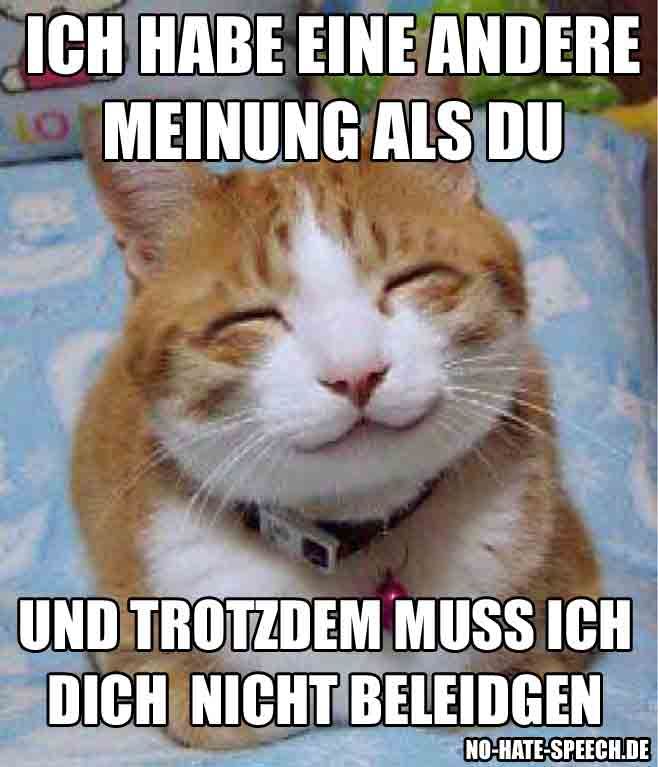 ICH HABE EINE ANDERE
MEINUNG ALS DU
UND TROTZDEM MUSS ICH
DICH NICHT BELEIDGEN
NO-HATE-SPEECH.DE